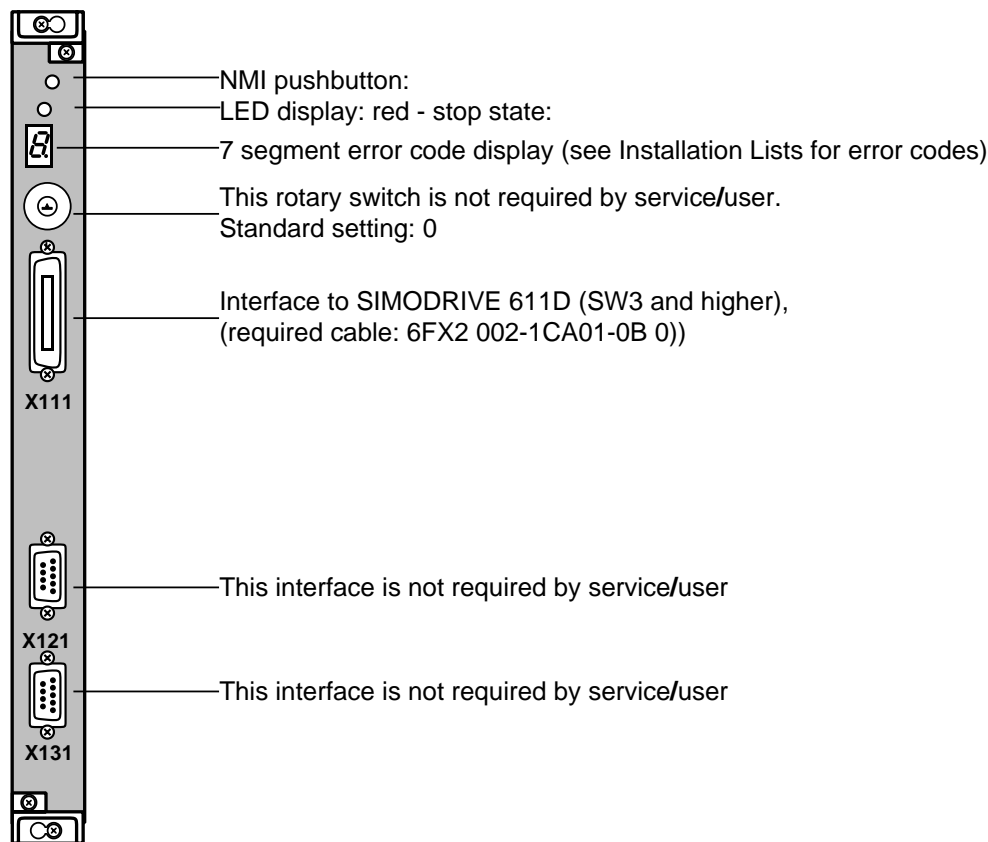 NMI pushbutton:
LED display: red - stop state:
8.
7 segment error code display (see Installation Lists for error codes)
This rotary switch is not required by service/user.
Standard setting: 0
Interface to SIMODRIVE 611D (SW3 and higher),
(required cable: 6FX2 002-1CA01-0B 0))
X111
This interface is not required by service/user
X121
This interface is not required by service/user
X131